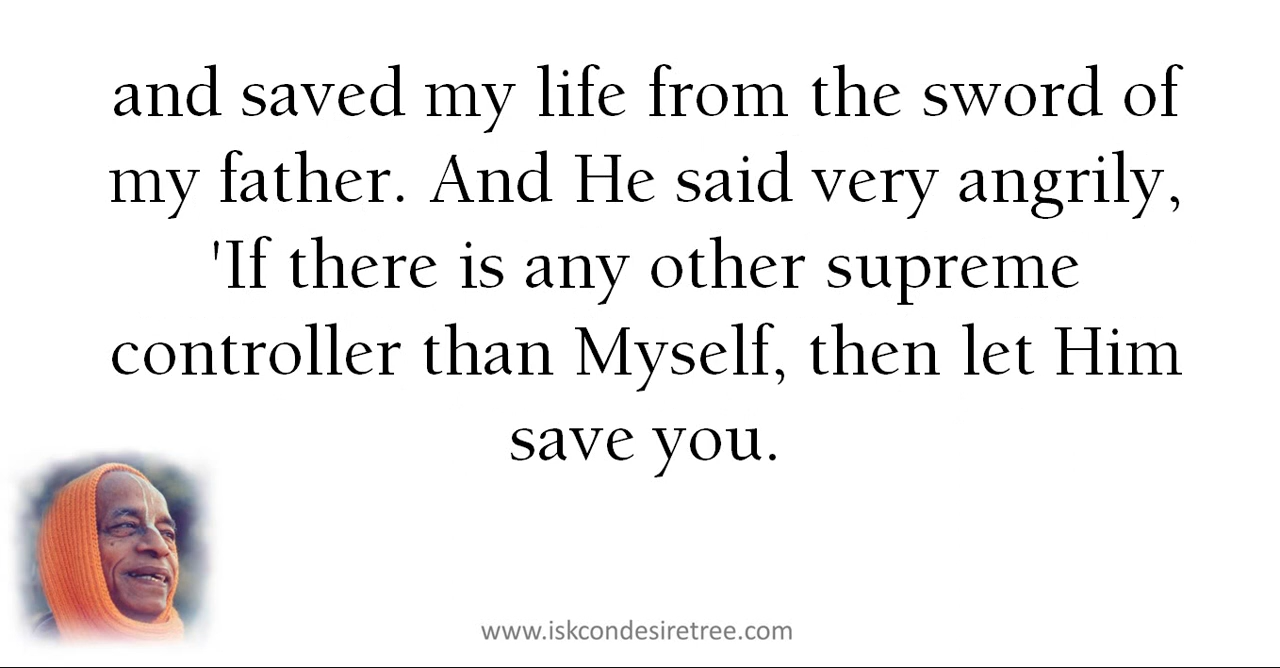 and saved my life from the sword of
my father. And He said very angrily,
'If there is any other supreme
controller than Myself, then let Him
save you.
www.iskcondesiretree.com